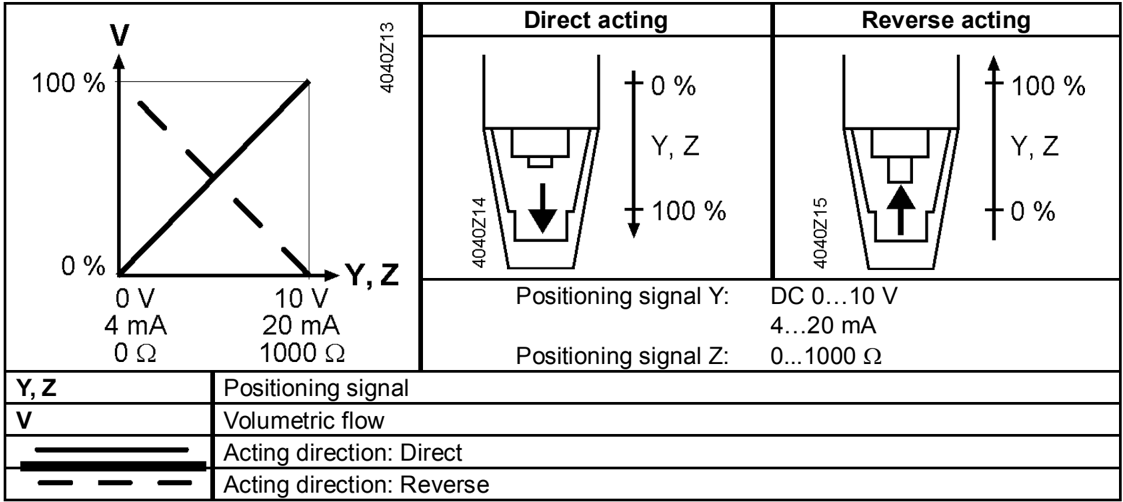 V
100 %
0 %
Y, Z
0 V
10 V
4 mA
20 mA
0 Ω
1000 Ω
4040Z13
Direct acting
0 %
Y, Z
100 %
4040Z14
Reverse acting
100 %
Y, Z
0 %
4040Z15
Positioning signal Y: DC 0...10 V
4...20 mA
Positioning signal Z: 0...1000 Ω
Y, Z Positioning signal
V Volumetric flow
Acting direction: Direct
Acting direction: Reverse